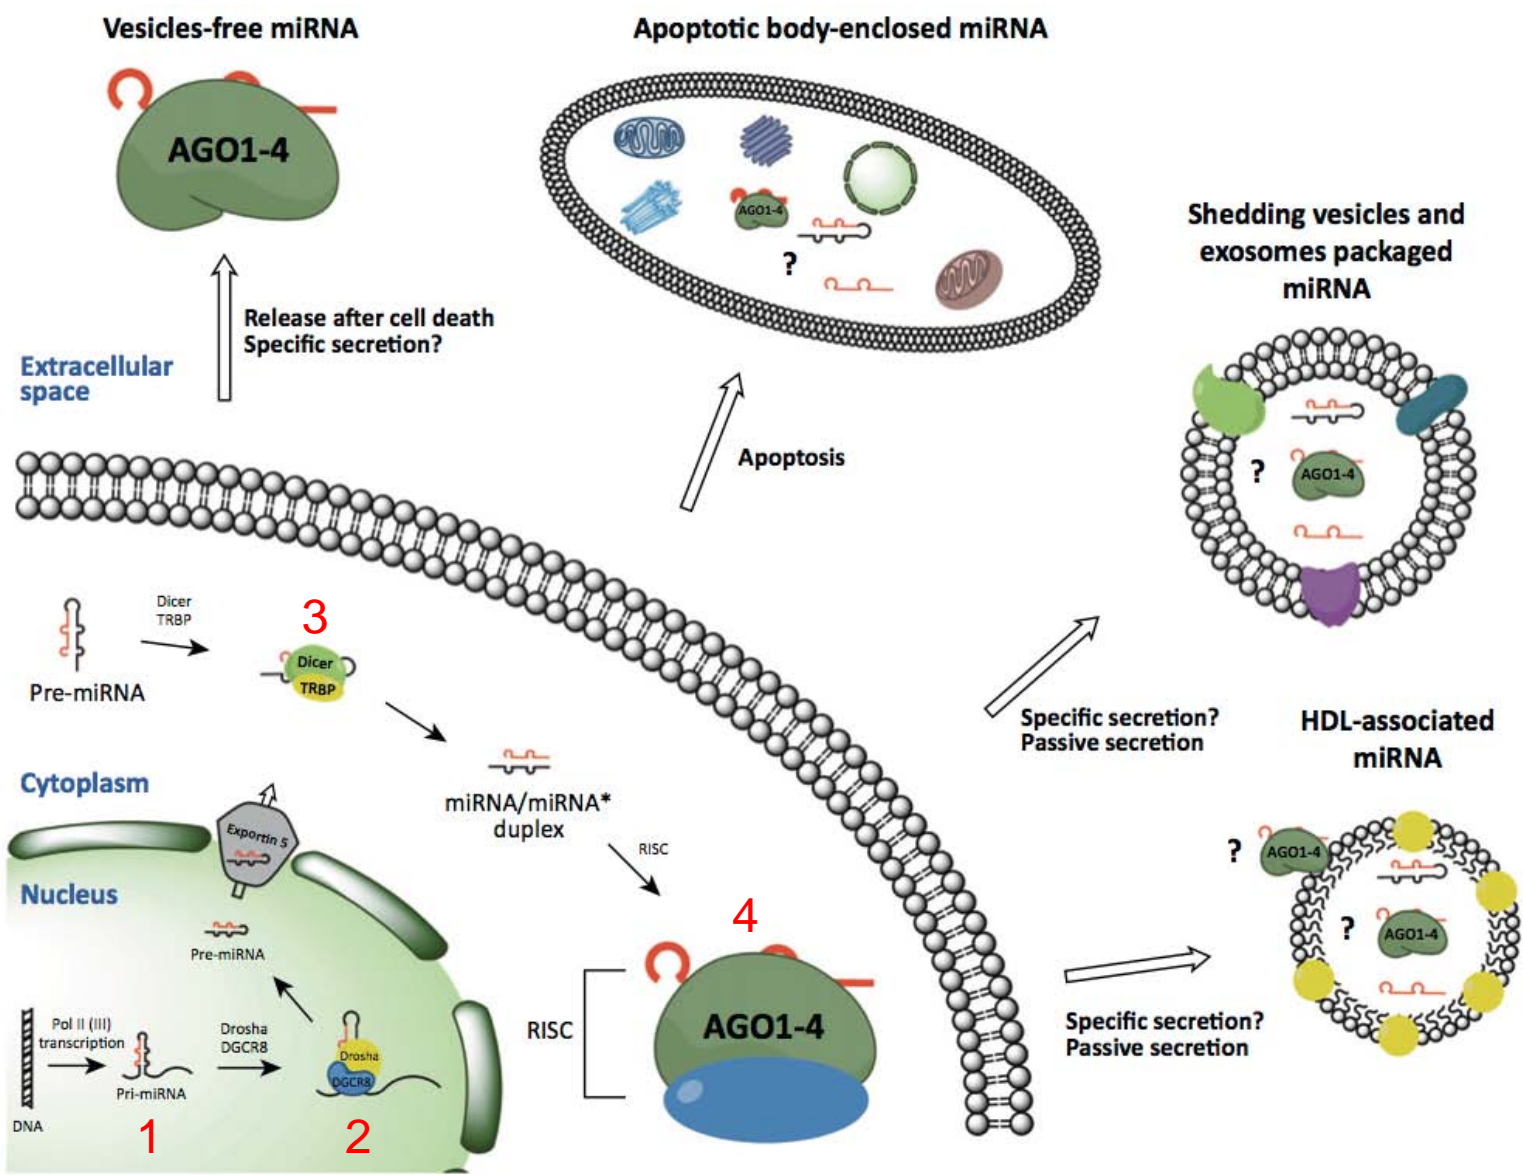 Vesicles-free miRNA
AGO1-4
Release after cell death
Specific secretion?
Extracellular
space
Apoptotic body-enclosed miRNA
AGO1-4
?
Apoptosis
Shedding vesicles and
exosomes packaged
miRNA
?
AGO1-4
Specific secretion?
Passive secretion
HDL-associated
miRNA
?
AGO1-4
?
AGO1-4
Specific secretion?
Passive secretion
Pre-miRNA
Dicer
TRBP
3
Dicer
TRBP
miRNA/miRNA*
duplex
RISC
4
RISC
AGO1-4
Cytoplasm
Exportin 5
Nucleus
Pre-miRNA
DNA
Pol II (III)
transcription
Pri-miRNA
1
Drosha
DGCR8
Drosha
DGCR8
2